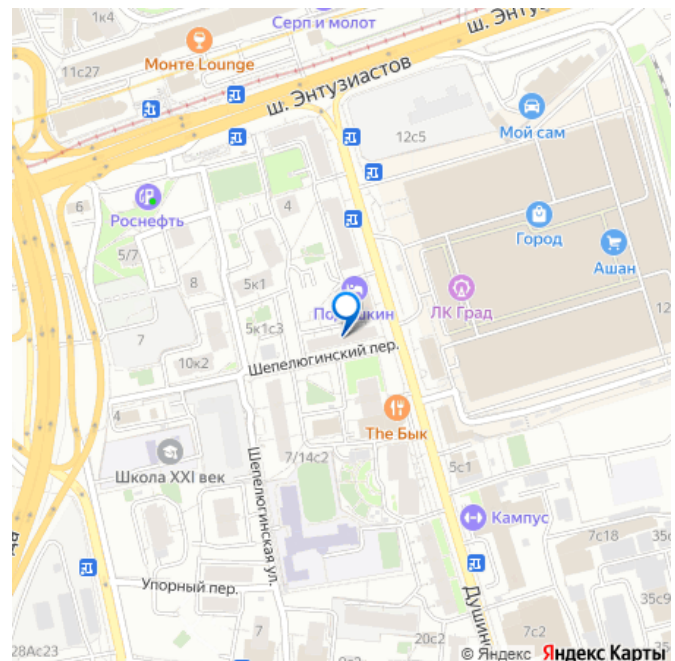 1к4
Серп и молот
ш. Энту
Монте Lounge
11с27
ш. Энтузиастов
12с5
Мой сам
6
Роснефть
4
5/7
Город
Ашан
8
5к1
ЛК Град
12
5к1с3
7
10к2
Шепелюгинский пер.
4
The Бык
Школа XXI век
7/14с2
5с1
Шепелюгинская ул.
Кампус
7с18
35с
Упорный пер.
35с9
7
Душинс
7с2
28Ас23
20с2
© Яндекс Яндекс Карты